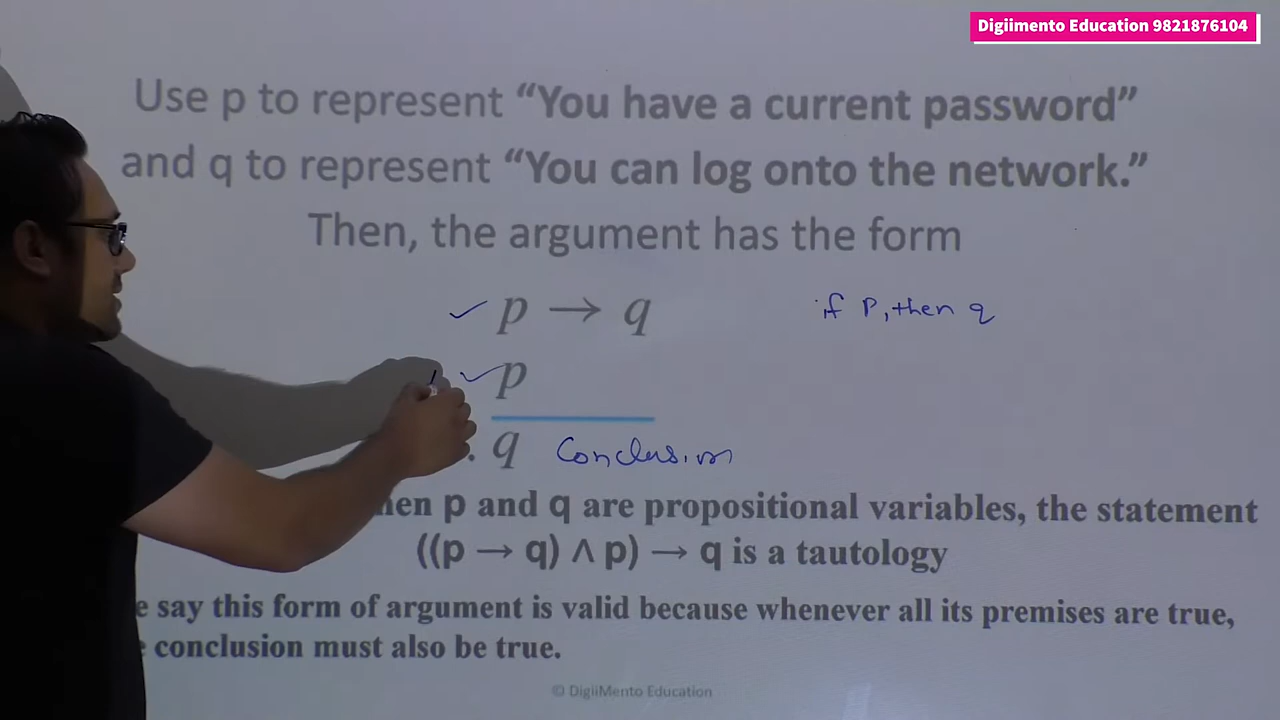 Digiimento Education 9821876104
Use p to represent “You have a current password”
and q to represent “You can log onto the network.”
Then, the argument has the form
p → q if P, then q
p
q Conclusion
p and q are propositional variables, the statement
((p → q) ∧ p) → q is a tautology
say this form of argument is valid because whenever all its premises are true,
conclusion must also be true.
© DigiiMento Education